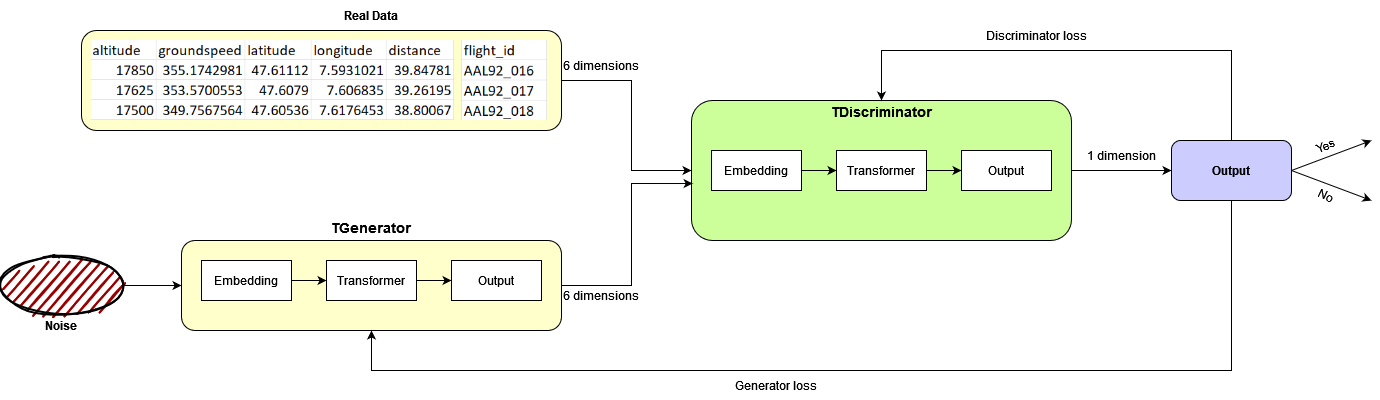 Real Data
altitude groundspeed latitude longitude distance flight_id
17850 355.1742981 47.61112 7.5931021 39.84781 AAL92_016
17625 353.5700553 47.6079 7.606835 39.26195 AAL92_017
17500 349.7567564 47.60536 7.6176453 38.80067 AAL92_018
6 dimensions
Discriminator loss
TDiscriminator
Embedding
Transformer
Output
1 dimension
Output
Yes
No
TGenerator
Embedding
Transformer
Output
6 dimensions
Noise
Generator loss